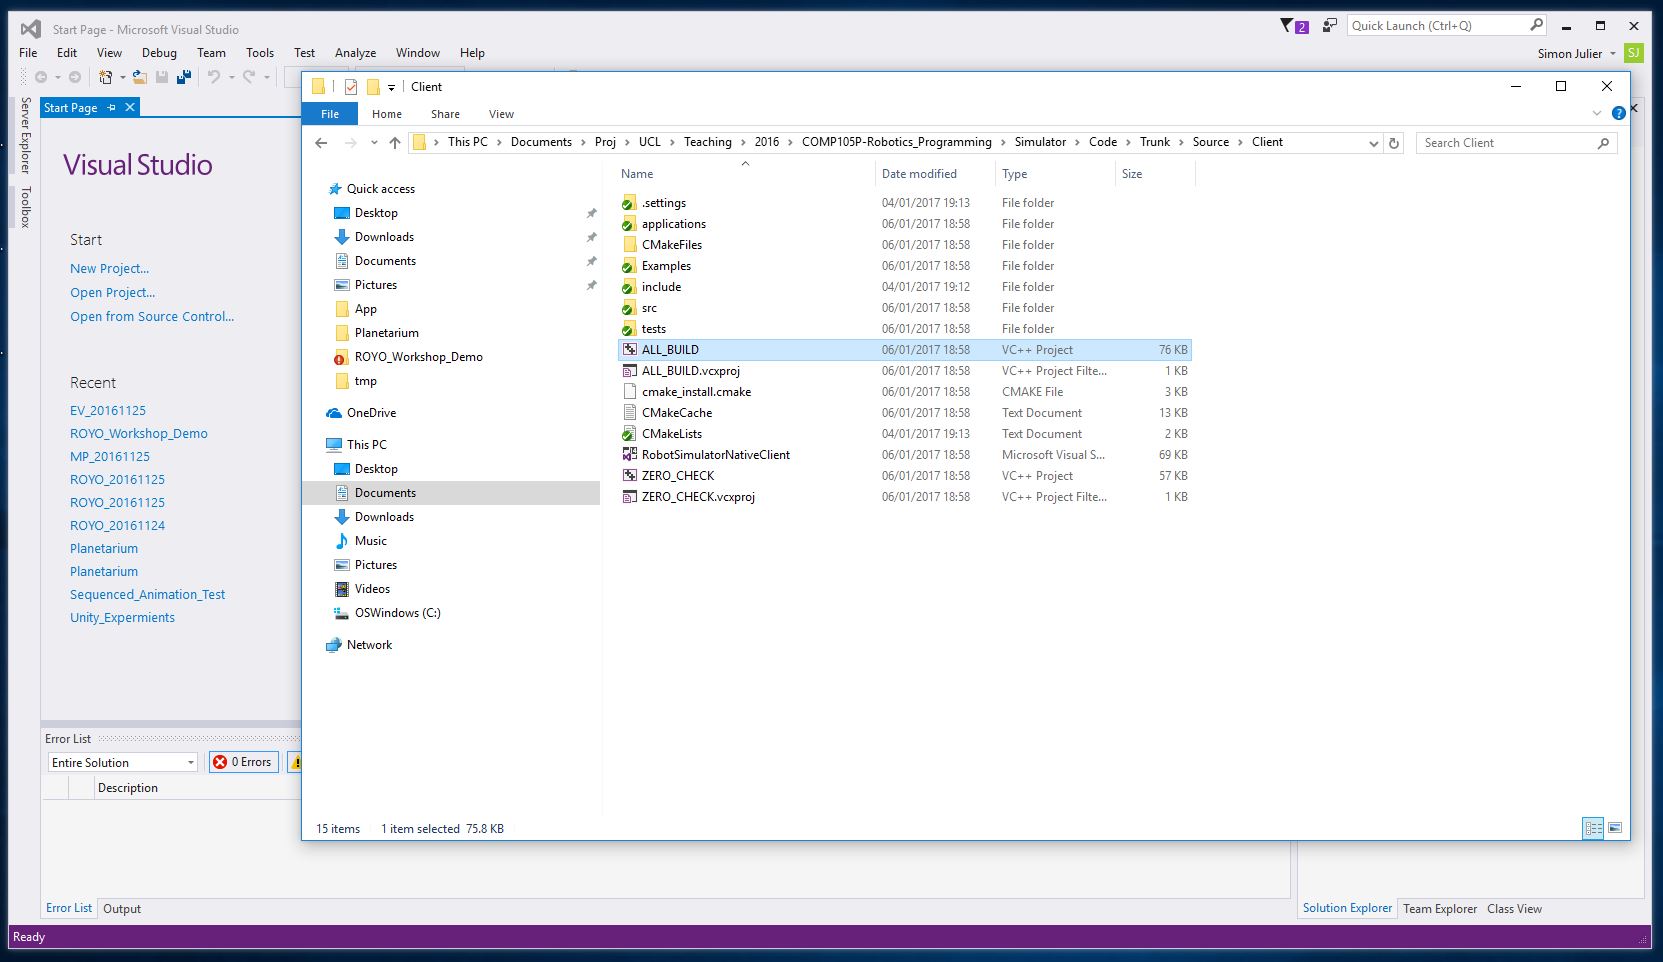 Start Page - Microsoft Visual Studio
2
Quick Launch (Ctrl+Q)
File Edit View Debug Team Tools Test Analyze Window Help
Simon Julier SJ
Server Explorer
Toolbox
Start Page
Visual Studio
Start
New Project...
Open Project...
Open from Source Control...
Recent
EV_20161125
ROYO_Workshop_Demo
MP_20161125
ROYO_20161125
ROYO_20161125
ROYO_20161124
Planetarium
Planetarium
Sequenced_Animation_Test
Unity_Experments
Client
File Home Share View
This PC Documents Proj UCL Teaching 2016 COMP105P-Robotics_Programming Simulator Code Trunk Source Client
Search Client
Quick access
Desktop
Downloads
Documents
Pictures
App
Planetarium
ROYO_Workshop_Demo
tmp
OneDrive
This PC
Desktop
Documents
Downloads
Music
Pictures
Videos
OSWindows (C:)
Network
Name Date modified Type Size
.settings 04/01/2017 19:13 File folder
applications 06/01/2017 18:58 File folder
CMakeFiles 06/01/2017 18:58 File folder
Examples 06/01/2017 18:58 File folder
include 04/01/2017 19:12 File folder
src 06/01/2017 18:58 File folder
tests 06/01/2017 18:58 File folder
ALL_BUILD 06/01/2017 18:58 VC++ Project 76 KB
ALL_BUILD.vcxproj 06/01/2017 18:58 VC++ Project Filte... 1 KB
cmake_install.cmake 06/01/2017 18:58 CMAKE File 3 KB
CMakeCache 06/01/2017 18:58 Text Document 13 KB
CMakeLists 04/01/2017 19:13 Text Document 2 KB
RobotSimulatorNativeClient 06/01/2017 18:58 Microsoft Visual S... 69 KB
ZERO_CHECK 06/01/2017 18:58 VC++ Project 57 KB
ZERO_CHECK.vcxproj 06/01/2017 18:58 VC++ Project Filte... 1 KB
15 items 1 item selected 75.8 KB
Error List
Entire Solution 0 Errors
Description
Error List Output
Solution Explorer Team Explorer Class View
Ready